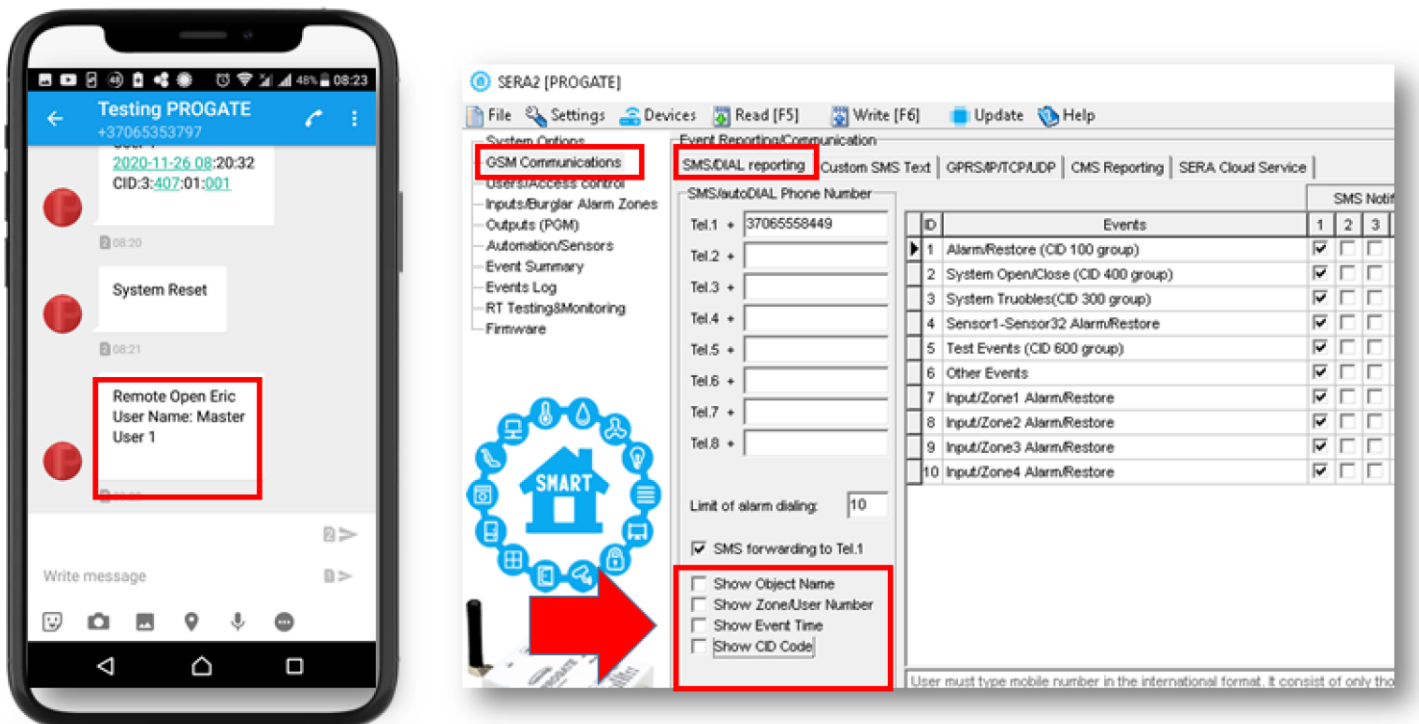 48% 08:23
Testing PROGATE
+37065353797
2020-11-26 08:20:32
CID:3:407:01:001
08:20
System Reset
08:21
Remote Open Eric
User Name: Master
User 1
Write message
SERA2 [PROGATE]
File Settings Devices Read [F5] Write [F6] Update Help
System Options
GSM Communications
Users/Access control
Inputs/Burglar Alarm Zones
Outputs (PGM)
Automation/Sensors
Event Summary
Events Log
RT Testing&Monitoring
Firmware
SMART
PROGATE
Event Reporting/Communication
SMS/DIAL reporting Custom SMS Text GPRS/IP/TCP/UDP CMS Reporting SERA Cloud Service
SMS/autoDIAL Phone Number
Tel.1 + 37065558449
Tel.2 +
Tel.3 +
Tel.4 +
Tel.5 +
Tel.6 +
Tel.7 +
Tel.8 +
Limit of alarm dialing: 10
SMS forwarding to Tel.1
Show Object Name
Show Zone/User Number
Show Event Time
Show CID Code
SMS Notif
ID Events 1 2 3
1 Alarm/Restore (CID 100 group)
2 System Open/Close (CID 400 group)
3 System Truobles(CID 300 group)
4 Sensor1-Sensor32 Alarm/Restore
5 Test Events (CID 600 group)
6 Other Events
7 Input/Zone1 Alarm/Restore
8 Input/Zone2 Alarm/Restore
9 Input/Zone3 Alarm/Restore
10 Input/Zone4 Alarm/Restore
User must type mobile number in the international format. It consist of only tho